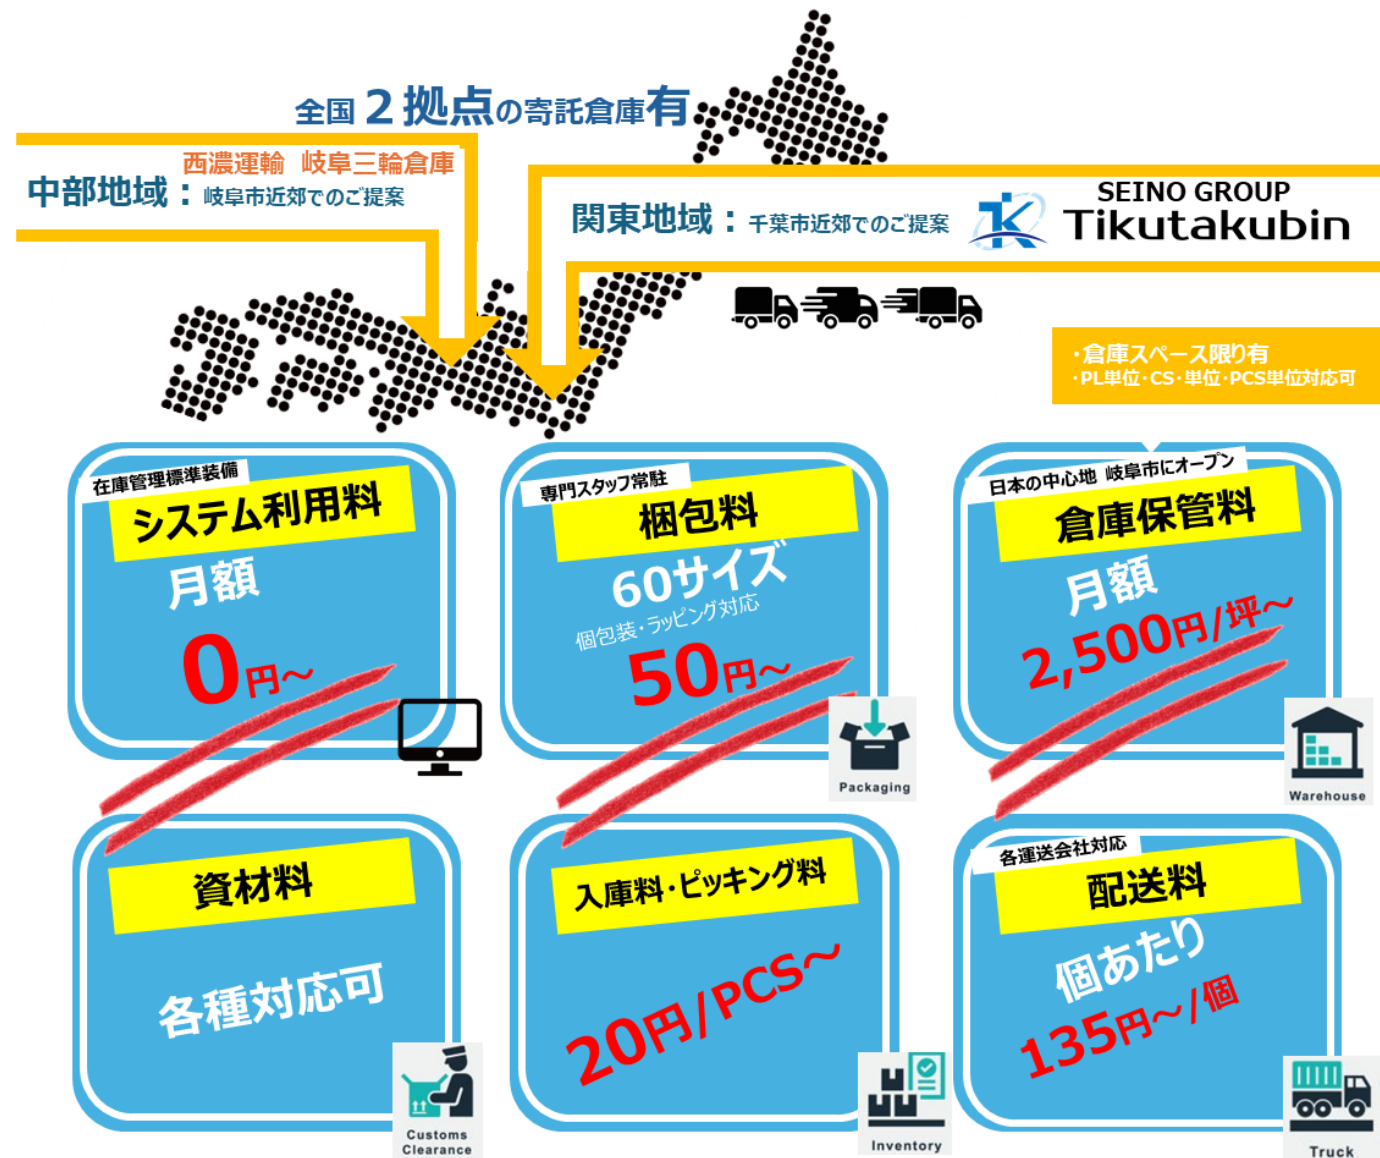 全国２拠点の寄託倉庫有
西濃運輸 岐阜三輪倉庫
中部地域：岐阜市近郊でのご提案
関東地域：千葉市近郊でのご提案
TK
SEINO GROUP
Tikutakubin
・倉庫スペース限り有
・PL単位・CS・単位・PCS単位対応可
在庫管理標準装備
システム利用料
月額
0円～
専門スタッフ常駐
梱包料
60サイズ
個包装・ラッピング対応
50円～
Packaging
日本の中心地 岐阜市にオープン
倉庫保管料
月額
2,500円/坪～
Warehouse
資材料
各種対応可
Customs
Clearance
入庫料・ピッキング料
20円/PCS～
Inventory
各運送会社対応
配送料
個あたり
135円～/個
Truck